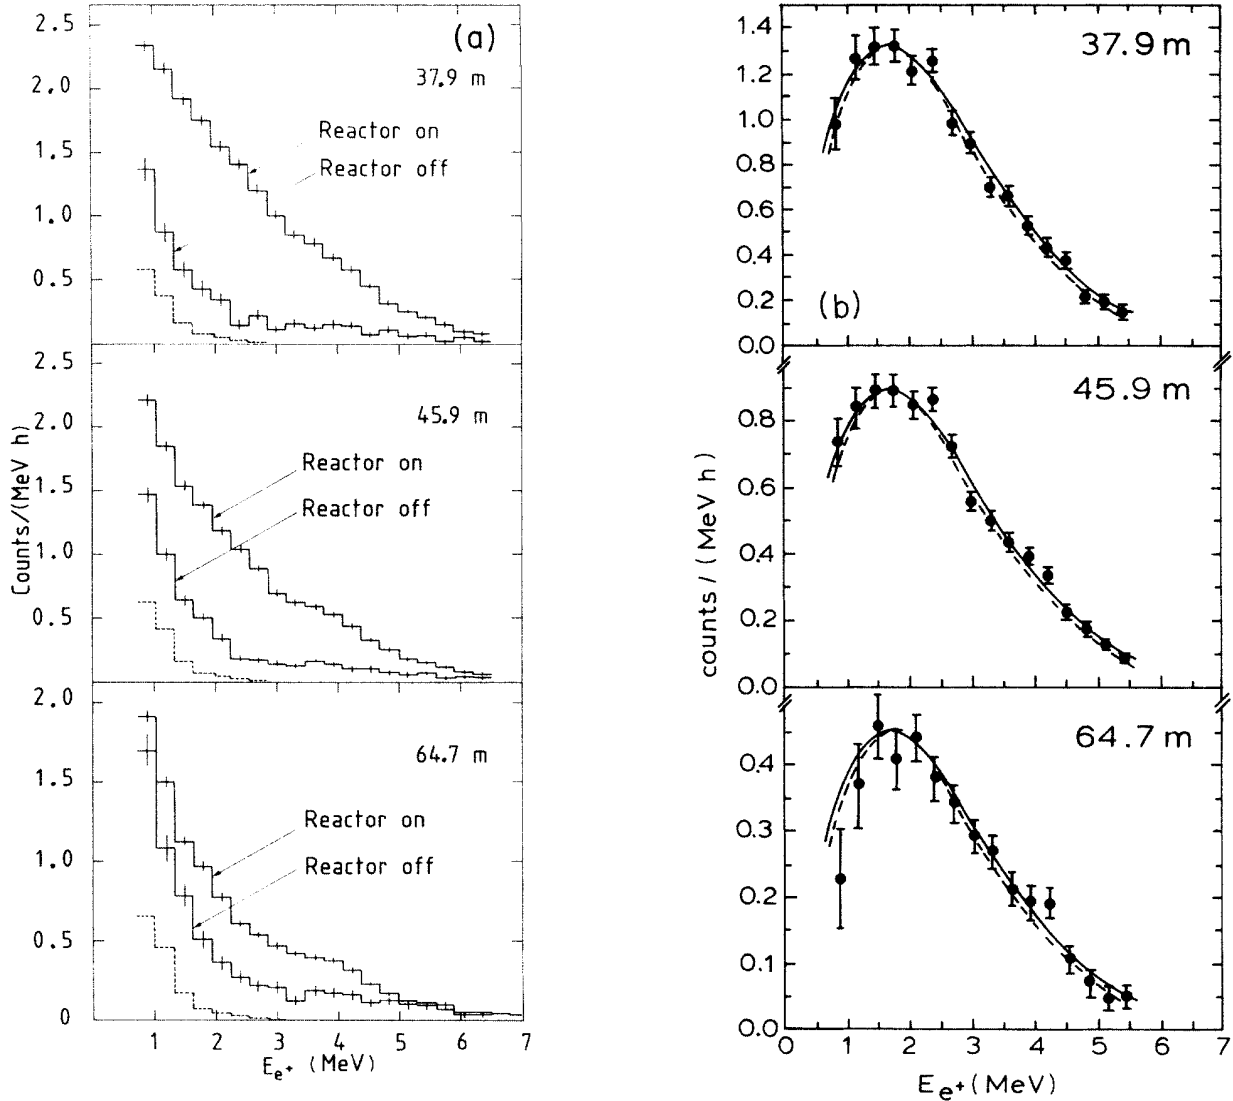 2.5
(a)
37.9 m
2.0
Reactor on
1.5
Reactor off
1.0
0.5
45.9 m
2.0
Reactor on
1.5
Reactor off
1.0
0.5
2.0
64.7 m
1.5
Reactor on
1.0
Reactor off
0.5
0
1 2 3 4 5 6 7
Counts/(MeV h)
E_e+ (MeV)
1.4
37.9 m
1.2
1.0
0.8
0.6
0.4
(b)
0.2
0.0
45.9 m
0.8
0.6
0.4
0.2
0.0
64.7 m
0.4
0.3
0.2
0.1
0.0
0 1 2 3 4 5 6 7
counts / (MeV h)
E_e+ (MeV)